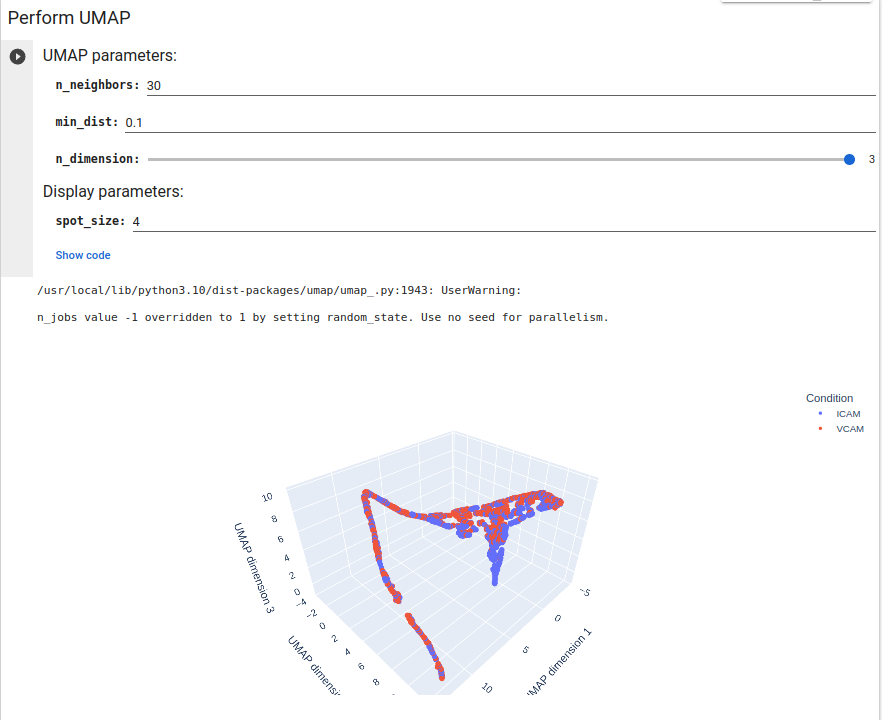 Perform UMAP
UMAP parameters:
n_neighbors: 30
min_dist: 0.1
n_dimension: 3
Display parameters:
spot_size: 4
Show code
/usr/local/lib/python3.10/dist-packages/umap/umap_.py:1943: UserWarning:
n_jobs value -1 overridden to 1 by setting random_state. Use no seed for parallelism.
Condition
ICAM
VCAM
10
8
6
4
2
0
UMAP dimension 3
−4
−2
0
2
4
6
8
UMAP dimensi
−5
0
5
10
MAP dimension 1